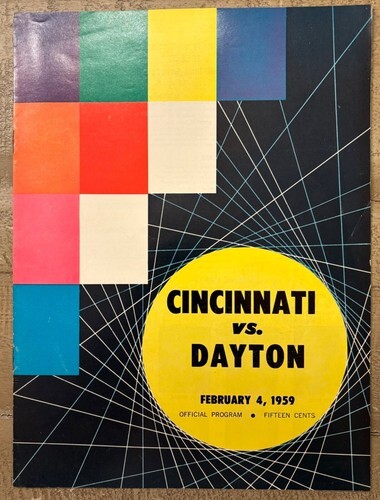 CINCINNATI
vs.
DAYTON
FEBRUARY 4, 1959
OFFICIAL PROGRAM ● FIFTEEN CENTS